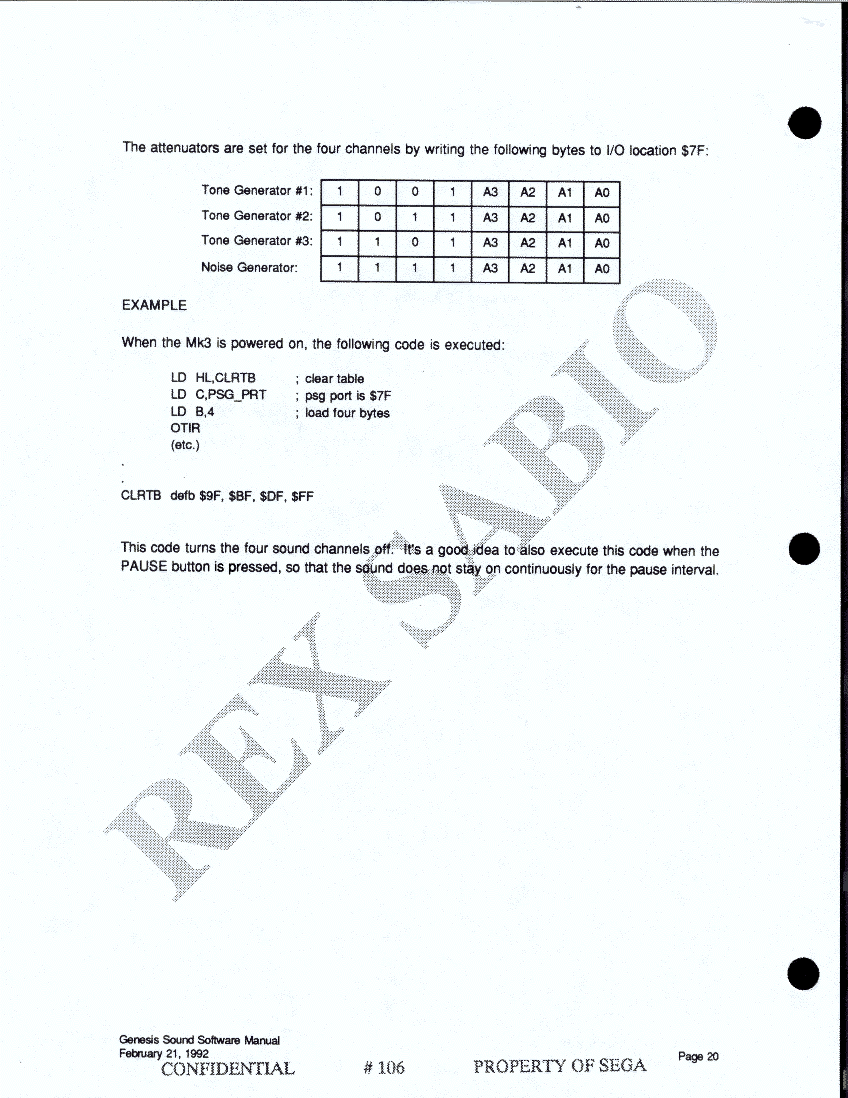 The attenuators are set for the four channels by writing the following bytes to I/O location $7F:
Tone Generator #1: 1 0 0 1 A3 A2 A1 A0
Tone Generator #2: 1 0 1 1 A3 A2 A1 A0
Tone Generator #3: 1 1 0 1 A3 A2 A1 A0
Noise Generator: 1 1 1 1 A3 A2 A1 A0
EXAMPLE
When the Mk3 is powered on, the following code is executed:
LD HL,CLRTB ; clear table
LD C,PSG_PRT ; psg port is $7F
LD B,4 ; load four bytes
OTIR
(etc.)
.
.
CLRTB defb $9F, $BF, $DF, $FF
This code turns the four sound channels off. It's a good idea to also execute this code when the
PAUSE button is pressed, so that the sound does not stay on continuously for the pause interval.
REX SABIO
Genesis Sound Software Manual
February 21, 1992
Page 20
CONFIDENTIAL # 106 PROPERTY OF SEGA